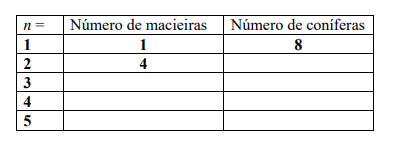 n = Número de macieiras Número de coníferas
1 1 8
2 4
3
4
5